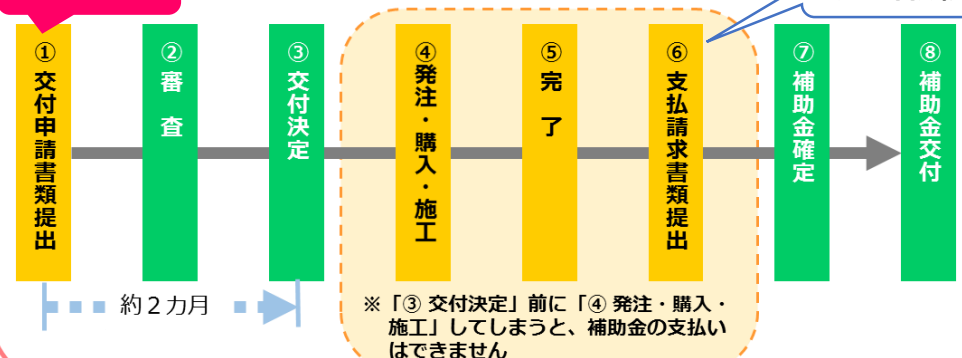 ①
交付申請書類提出
②
審 査
③
交付決定
④
発注・購入・施工
⑤
完 了
⑥
支払請求書類提出
⑦
補助金確定
⑧
補助金交付
約２カ月
※「③ 交付決定」前に「④ 発注・購入・
施工」してしまうと、補助金の支払い
はできません